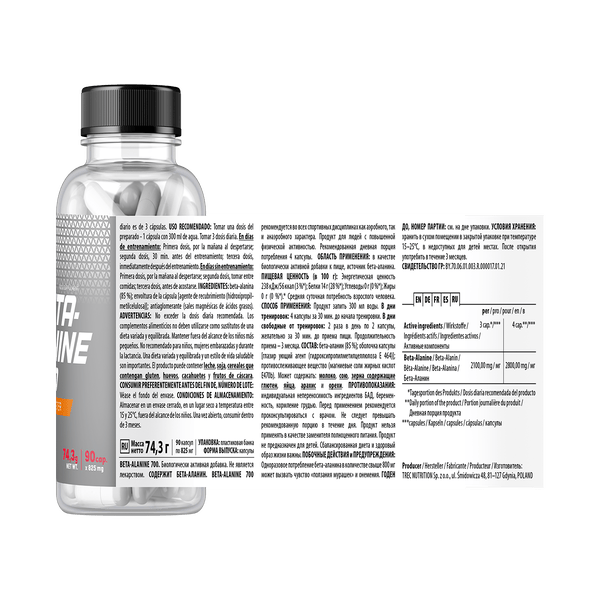 TA-
INE
74,3g
NET WT.
90cap.
x 825 mg
diario es de 3 cápsulas. USO RECOMENDADO: Tomar una dosis del
preparado - 1 cápsula con 300 ml de agua. Tomar 3 dosis diaria. En días
de entrenamiento: Primera dosis, por la mañana al despertarse;
segunda dosis, 30 min. antes del entrenamiento; tercera dosis,
inmediatamente después del entrenamiento. En días sin entrenamiento:
Primera dosis, por la mañana al despertarse; segunda dosis, tomar entre
comidas; tercera dosis, antes de acostarse. INGREDIENTES: beta-alanina
(85 %); envoltura de la cápsula [agente de recubrimiento (hidroxipropil-
metilcelulosa)]; antiaglomerante (sales magnésicas de ácidos grasos).
ADVERTENCIAS: No exceder la dosis diaria recomendada. Los
complementos alimenticios no deben utilizarse como sustitutos de una
dieta variada y equilibrada. Mantener fuera del alcance de los niños más
pequeños. No recomendado para niños, mujeres embarazadas y durante
la lactancia. Una dieta variada y equilibrada y un estilo de vida saludable
son importantes. El producto puede contener leche, soja, cereales que
contengan gluten, huevos, cacahuetes y frutos de cáscara.
CONSUMIR PREFERENTEMENTE ANTES DEL FIN DE, NÚMERO DE LOTE:
Véase el fondo del envase. CONDICIONES DE ALMACENAMIENTO:
Almacenar en un envase cerrado, en un lugar seco a temperatura entre
15 y 25°C, fuera del alcance de los niños. Una vez abierto, consumir dentro
de 3 meses.
RU Масса нетто 74,3 г 90 капсул по 825 мг УПАКОВКА: пластиковая банка ФОРМА ВЫПУСКА: капсулы
BETA-ALANINE 700. Биологически активная добавка. Не является
лекарством. СОДЕРЖИТ БЕТА-АЛАНИН. BETA-ALANINE 700
рекомендуется во всех спортивных дисциплинах как аэробного, так
и анаэробного характера. Продукт для людей с повышенной
физической активностью. Рекомендованная дневная порция
потребления 4 капсулы. ОБЛАСТЬ ПРИМЕНЕНИЯ: в качестве
биологически активной добавки к пище, источник бета-аланина.
ПИЩЕВАЯ ЦЕННОСТЬ (в 100 г): Энергетическая ценность
238 кДж/56 ккал (3 %*); Белки 14 г (28 %*); Углеводы 0 г (0 %*); Жиры
0 г (0 %*).* Средняя суточная потребность взрослого человека.
СПОСОБ ПРИМЕНЕНИЯ: Продукт запить 300 мл воды. В дни
тренировки: 4 капсулы за 30 мин. до начала тренировки. В дни
свободные от тренировок: 2 раза в день по 2 капсулы,
желательно за 30 мин. до приема пищи. Продолжительность
приема – 3 месяца. СОСТАВ: бета-аланин (85 %); оболочка капсулы
[глазирующий агент (гидроксипропилметилцеллюлоза E 464)];
противослеживающее вещество (магниевые соли жирных кислот
E470b). Может содержать: молоко, сою, зерна содержащие
глютен, яйца, арахис и орехи. ПРОТИВОПОКАЗАНИЯ:
индивидуальная непереносимость ингредиентов БАД, беремен-
ность, кормление грудью. Перед применением рекомендуется
проконсультироваться с врачом. Не следует превышать
рекомендованную порцию в течение дня. Продукт нельзя
применять в качестве заменителя полноценного питания. Продукт
не предназначен для детей. Сбалансированная диета и здоровый
образ жизни важны. ПОБОЧНЫЕ ДЕЙСТВИЯ и ПРЕДУПРЕЖДЕНИЯ:
Одноразовое потребление бета-аланина в количестве свыше 800 мг
может вызвать чувство «ползания мурашек» и онемения. ГОДЕН
ДО, НОМЕР ПАРТИИ: см. на дне упаковки. УСЛОВИЯ ХРАНЕНИЯ:
хранить в сухом помещении в закрытой упаковке при температуре
15–25°С, в недоступных для детей местах. После открытия
употребить в течение 3 месяцев.
СВИДЕТЕЛЬСТВО ГР: 81.70.06.01.003.R.000017.01.21
EN DE FR ES RU
per / pro / pour / en / в
Active ingredients / Wirkstoffe / 3 cap.*/*** 4 cap.**/***
Ingrédients actifs / Ingredientes activos /
Активные компоненты
Beta-Alanine / Beta-Alanin / 2100,00 mg/мг 2800,00 mg/мг
Bêta-Alanine / Beta-Alanina /
Бета-Аланин
*Tagesportion des Produkts / Dosis diaria recomendada del producto
**Daily portion of the product / Portion journalière du produit /
Дневная порция продукта
***capsules / Kapseln / capsules / cápsulas / капсулы
Producer / Hersteller / Fabricante / Producteur / Изготовитель:
TREC NUTRITION Sp. z o.o., ul. Śmidowicza 48, 81–127 Gdynia, POLAND